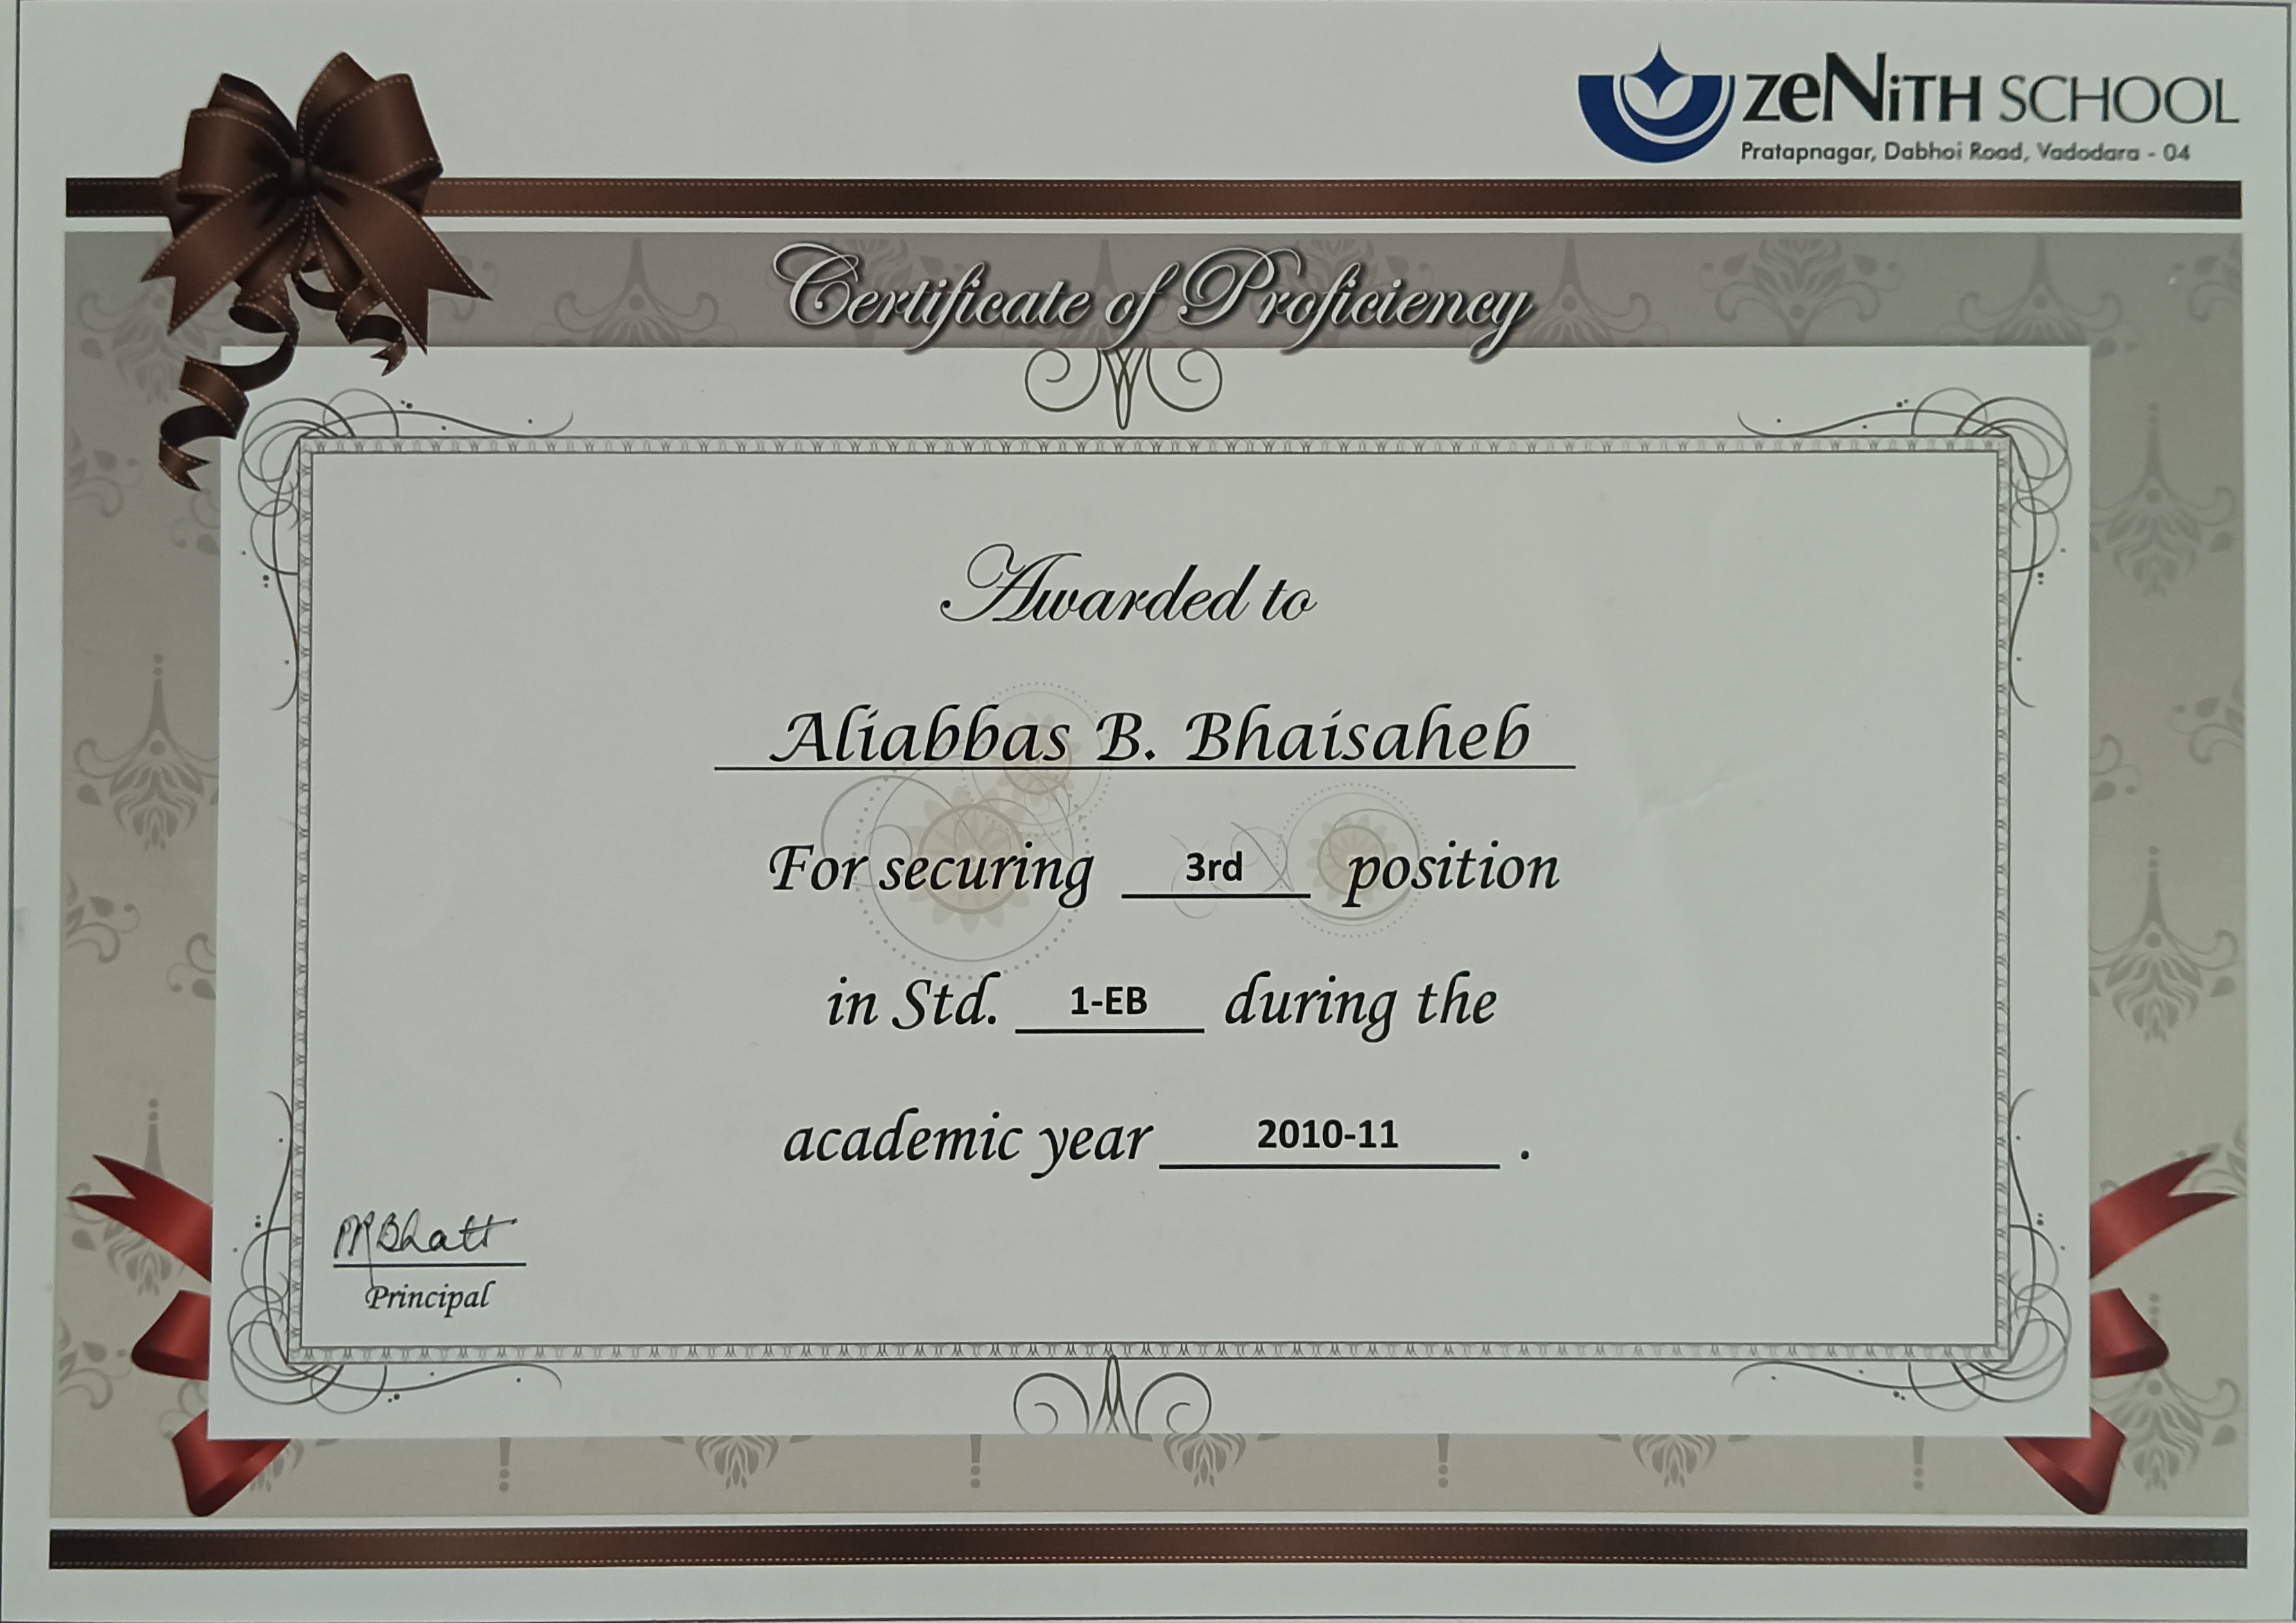 zeNiTH SCHOOL
Pratapnagar, Dabhoi Road, Vadodara - 04
Certificate of Proficiency
Awarded to
Aliabbas B. Bhaisaheb
For securing 3rd position
in Std. 1-EB during the
academic year 2010-11 .
PRBhatt
Principal